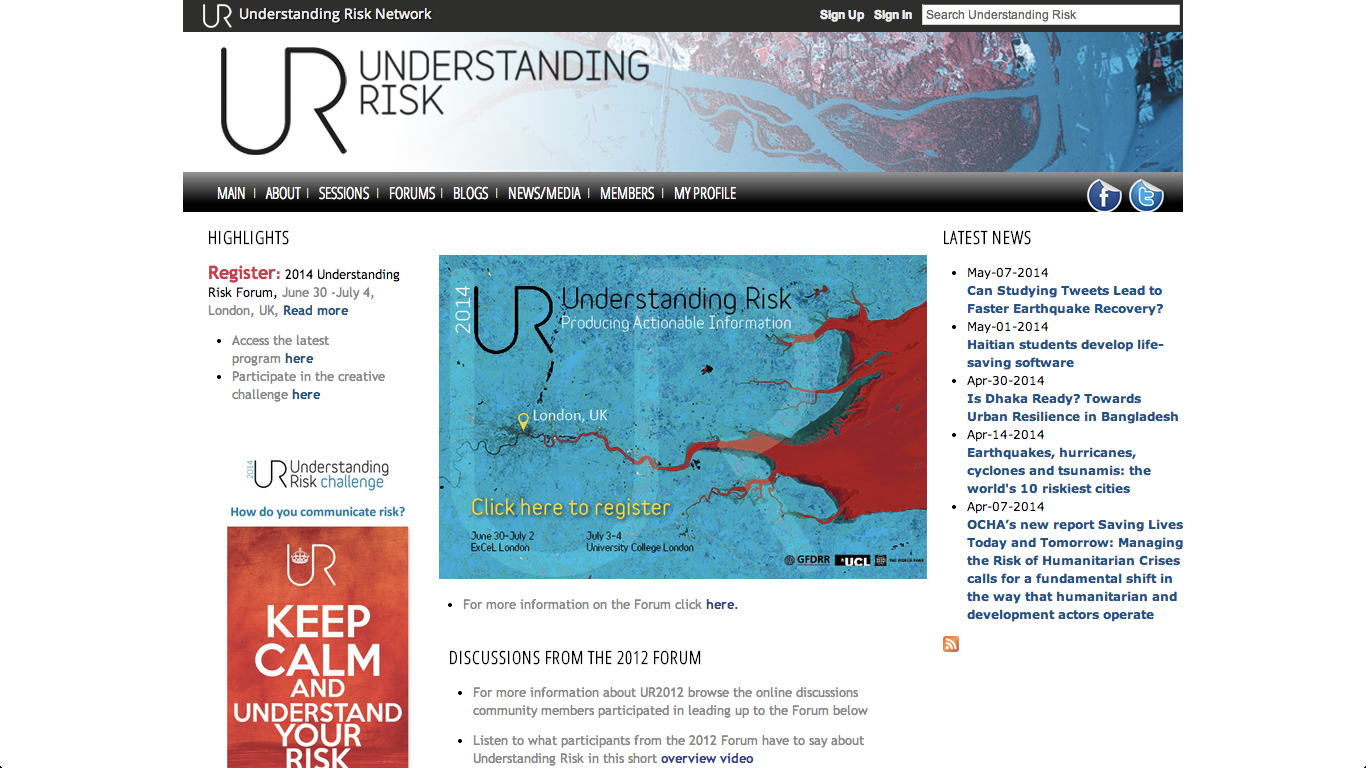 UR Understanding Risk Network
Sign Up Sign In Search Understanding Risk
UR UNDERSTANDING
RISK
MAIN | ABOUT | SESSIONS | FORUMS | BLOGS | NEWS/MEDIA | MEMBERS | MY PROFILE
HIGHLIGHTS
Register: 2014 Understanding
Risk Forum, June 30 -July 4,
London, UK, Read more
• Access the latest
program here
• Participate in the creative
challenge here
2014 UR Understanding
Risk challenge
How do you communicate risk?
UR
KEEP
CALM
AND
UNDERSTAND
YOUR
RISK
2014 UR Understanding Risk
Producing Actionable Information
London, UK
Click here to register
June 30-July 2
ExCeL London
July 3-4
University College London
GFDRR UCL THE WORLD BANK
• For more information on the Forum click here.
DISCUSSIONS FROM THE 2012 FORUM
• For more information about UR2012 browse the online discussions
community members participated in leading up to the Forum below
• Listen to what participants from the 2012 Forum have to say about
Understanding Risk in this short overview video
LATEST NEWS
• May-07-2014
Can Studying Tweets Lead to
Faster Earthquake Recovery?
• May-01-2014
Haitian students develop life-
saving software
• Apr-30-2014
Is Dhaka Ready? Towards
Urban Resilience in Bangladesh
• Apr-14-2014
Earthquakes, hurricanes,
cyclones and tsunamis: the
world's 10 riskiest cities
• Apr-07-2014
OCHA’s new report Saving Lives
Today and Tomorrow: Managing
the Risk of Humanitarian Crises
calls for a fundamental shift in
the way that humanitarian and
development actors operate